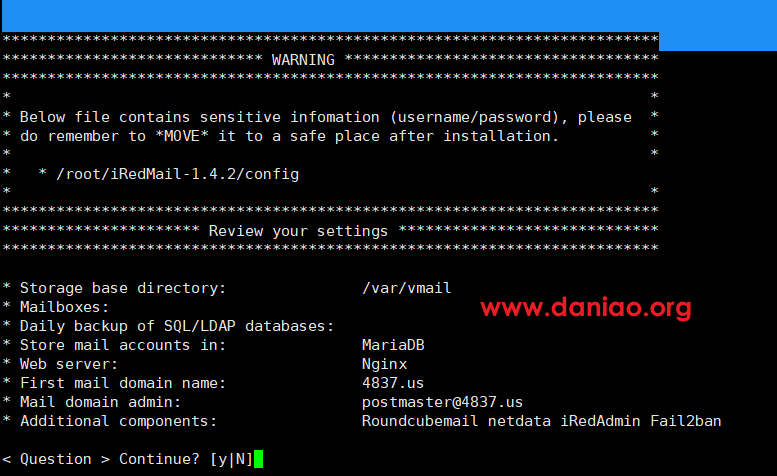 *************************************************************************
***************************** WARNING ***********************************
*************************************************************************
*                                                                       *
* Below file contains sensitive infomation (username/password), please  *
* do remember to *MOVE* it to a safe place after installation.          *
*                                                                       *
*   * /root/iRedMail-1.4.2/config
*                                                                       *
*************************************************************************
********************** Review your settings *****************************
*************************************************************************
* Storage base directory:               /var/vmail
* Mailboxes:
www.daniao.org
* Daily backup of SQL/LDAP databases:
* Store mail accounts in:               MariaDB
* Web server:                           Nginx
* First mail domain name:               4837.us
* Mail domain admin:                    postmaster@4837.us
* Additional components:                Roundcubemail netdata iRedAdmin Fail2ban
< Question > Continue? [y|N]